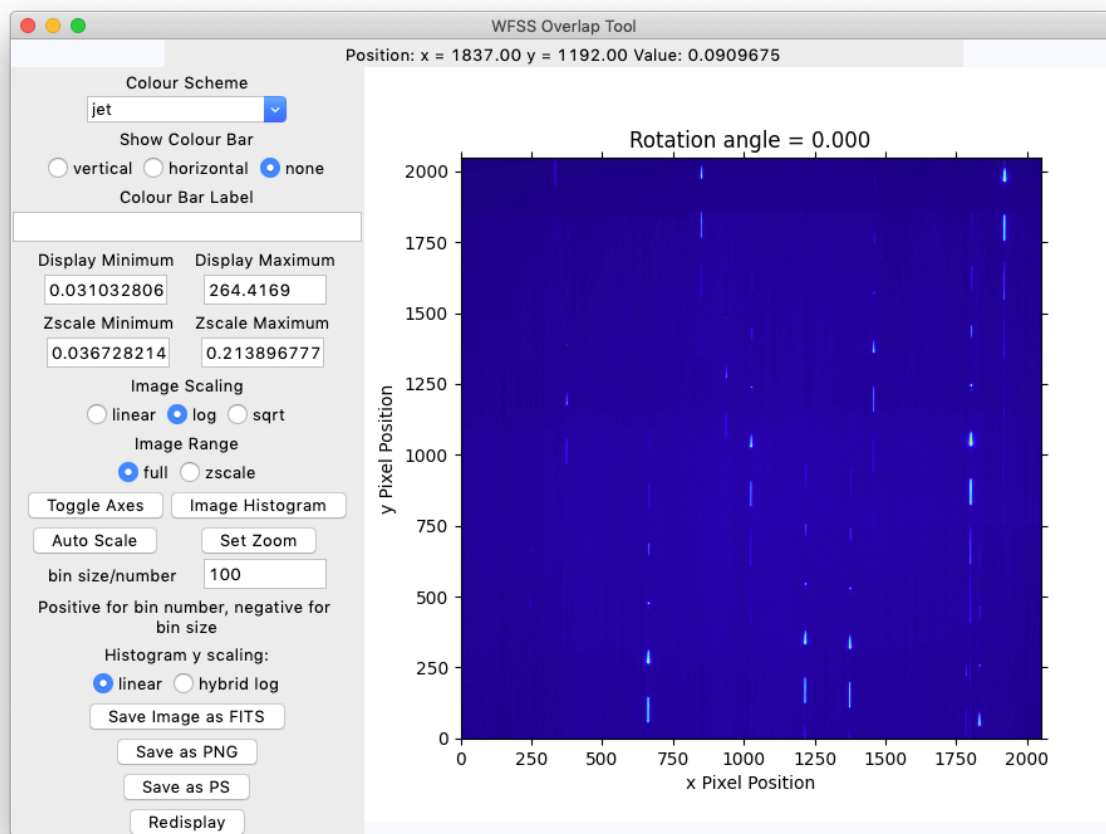 WFSS Overlap Tool
Position: x = 1837.00 y = 1192.00 Value: 0.0909675
Colour Scheme
jet
Show Colour Bar
vertical horizontal none
Colour Bar Label
Display Minimum Display Maximum
0.031032806 264.4169
Zscale Minimum Zscale Maximum
0.036728214 0.213896777
Image Scaling
linear log sqrt
Image Range
full zscale
Toggle Axes Image Histogram
Auto Scale Set Zoom
bin size/number 100
Positive for bin number, negative for
bin size
Histogram y scaling:
linear hybrid log
Save Image as FITS
Save as PNG
Save as PS
Redisplay
Rotation angle = 0.000
2000
1750
1500
1250
1000
750
500
250
0
y Pixel Position
0 250 500 750 1000 1250 1500 1750 2000
x Pixel Position